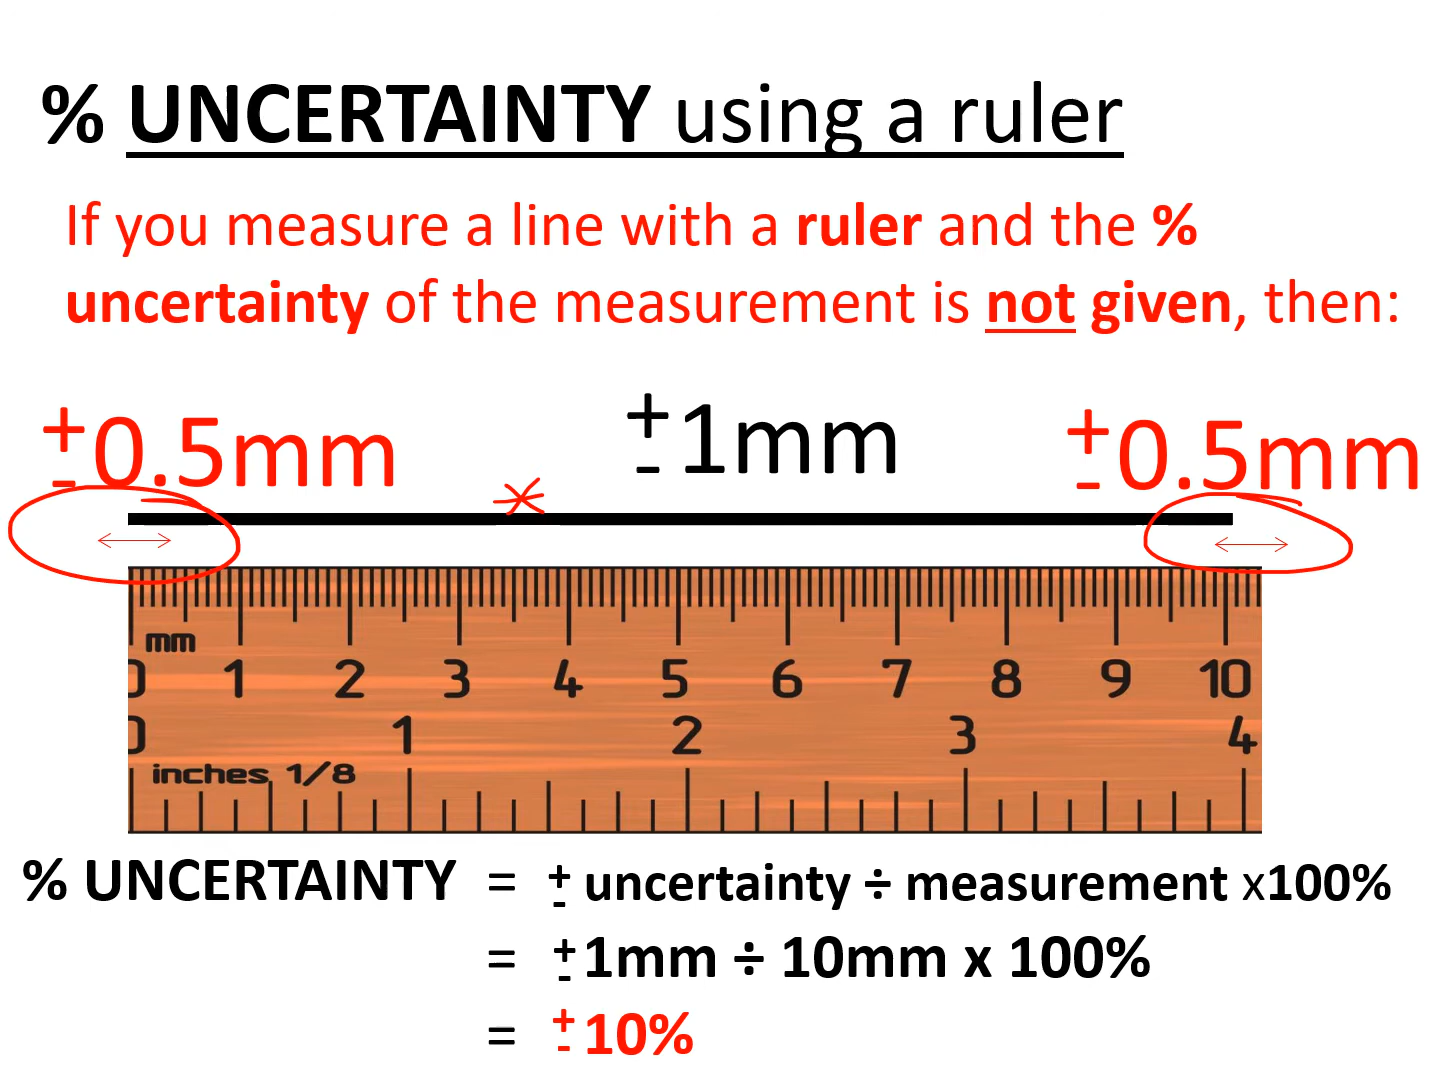 % UNCERTAINTY using a ruler
If you measure a line with a ruler and the %
uncertainty of the measurement is not given, then:
±0.5mm ±1mm ±0.5mm
mm
0 1 2 3 4 5 6 7 8 9 10
0 1 2 3 4
inches 1/8
% UNCERTAINTY = ± uncertainty ÷ measurement x100%
= ±1mm ÷ 10mm x 100%
= ±10%